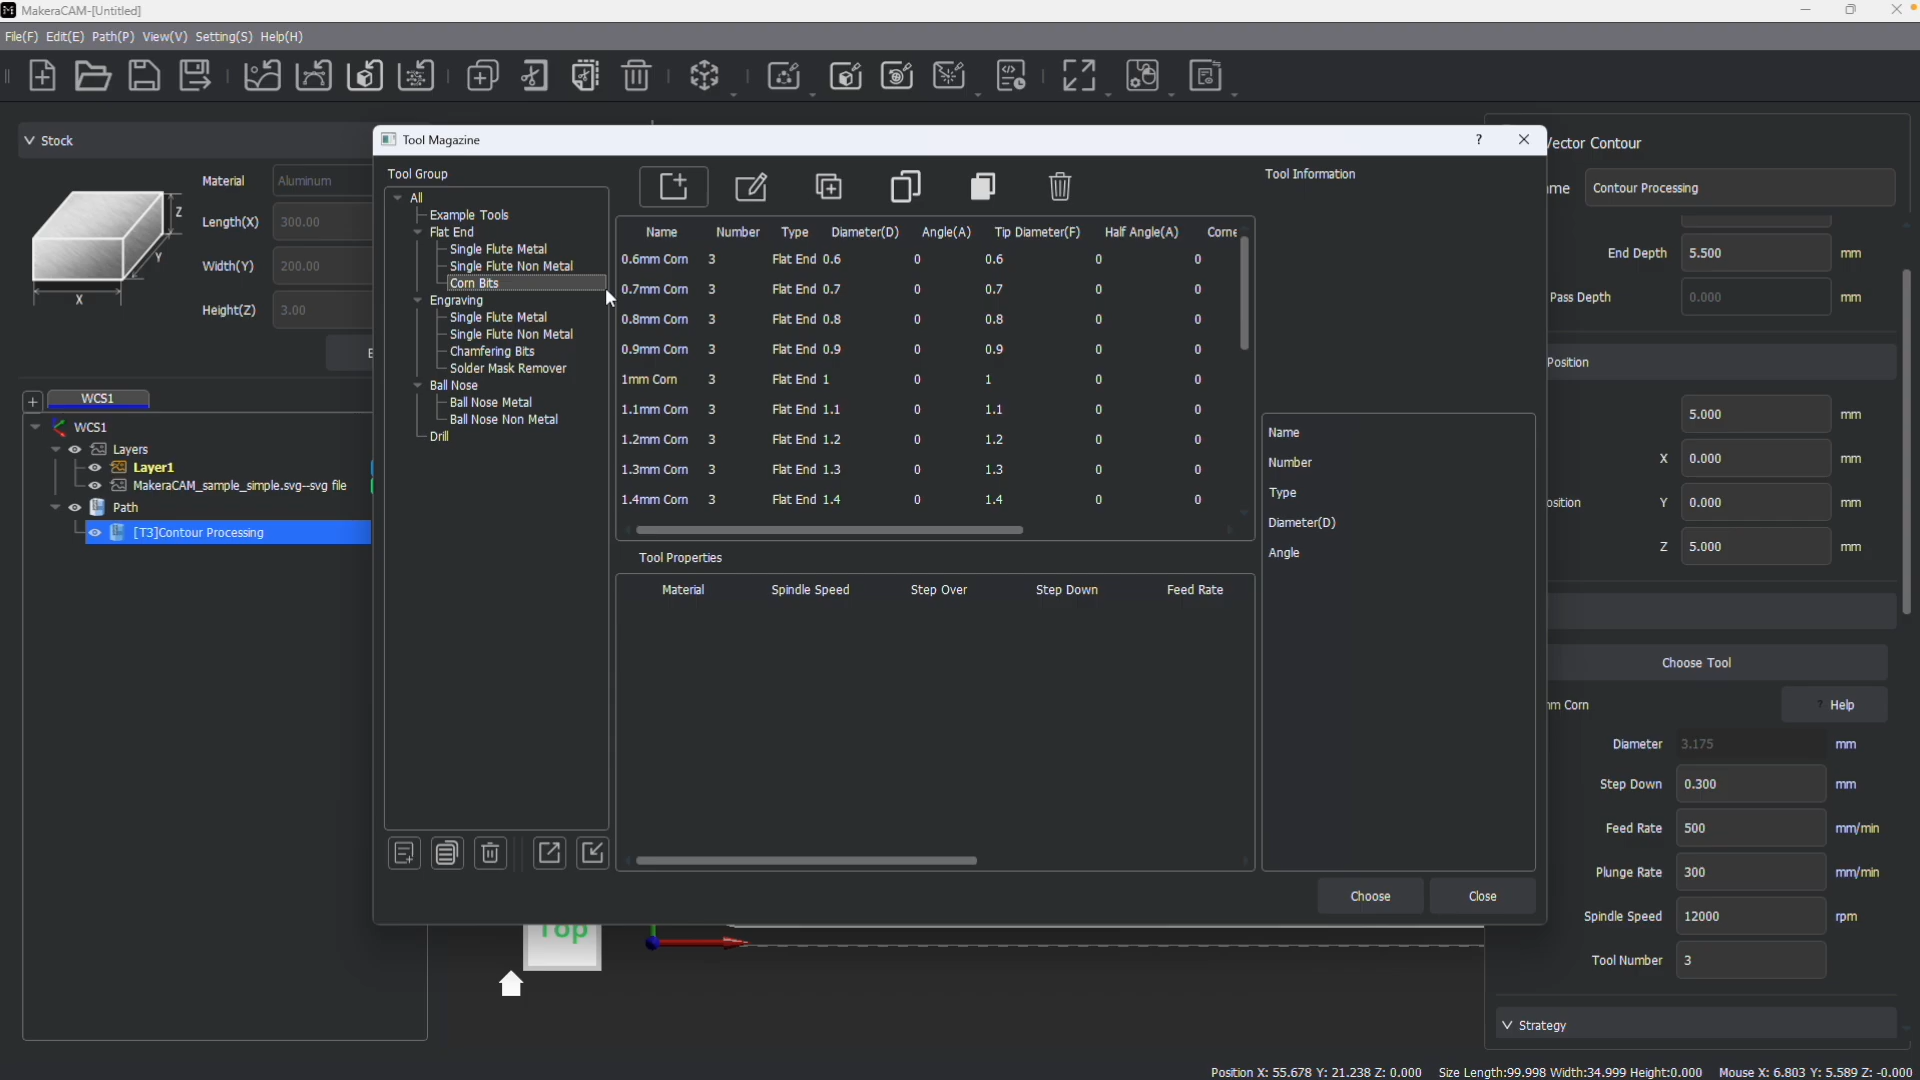 MakeraCAM-[Untitled]
File(F) Edit(E) Path(P) View(V) Setting(S) Help(H)
Stock
Material Aluminum
Length(X) 300.00
Width(Y) 200.00
Height(Z) 3.00
Z
Y
X
WCS1
WCS1
Layers
Layer1
MakeraCAM_sample_simple.svg--svg file
Path
[T3]Contour Processing
Tool Magazine
?
Tool Group
All
Example Tools
Flat End
Single Flute Metal
Single Flute Non Metal
Corn Bits
Engraving
Single Flute Metal
Single Flute Non Metal
Chamfering Bits
Solder Mask Remover
Ball Nose
Ball Nose Metal
Ball Nose Non Metal
Drill
Name Number Type Diameter(D) Angle(A) Tip Diameter(F) Half Angle(A) Corne
0.6mm Corn 3 Flat End 0.6 0 0.6 0 0
0.7mm Corn 3 Flat End 0.7 0 0.7 0 0
0.8mm Corn 3 Flat End 0.8 0 0.8 0 0
0.9mm Corn 3 Flat End 0.9 0 0.9 0 0
1mm Corn 3 Flat End 1 0 1 0 0
1.1mm Corn 3 Flat End 1.1 0 1.1 0 0
1.2mm Corn 3 Flat End 1.2 0 1.2 0 0
1.3mm Corn 3 Flat End 1.3 0 1.3 0 0
1.4mm Corn 3 Flat End 1.4 0 1.4 0 0
Tool Properties
Material Spindle Speed Step Over Step Down Feed Rate
Tool Information
Name
Number
Type
Diameter(D)
Angle
Choose Close
Top
Vector Contour
me Contour Processing
End Depth 5.500 mm
Pass Depth 0.000 mm
Position
5.000 mm
X 0.000 mm
osition Y 0.000 mm
Z 5.000 mm
Choose Tool
mm Corn ? Help
Diameter 3.175 mm
Step Down 0.300 mm
Feed Rate 500 mm/min
Plunge Rate 300 mm/min
Spindle Speed 12000 rpm
Tool Number 3
Strategy
Position X: 55.678 Y: 21.238 Z: 0.000 Size Length:99.998 Width:34.999 Height:0.000 Mouse X: 6.803 Y: 5.589 Z: -0.000